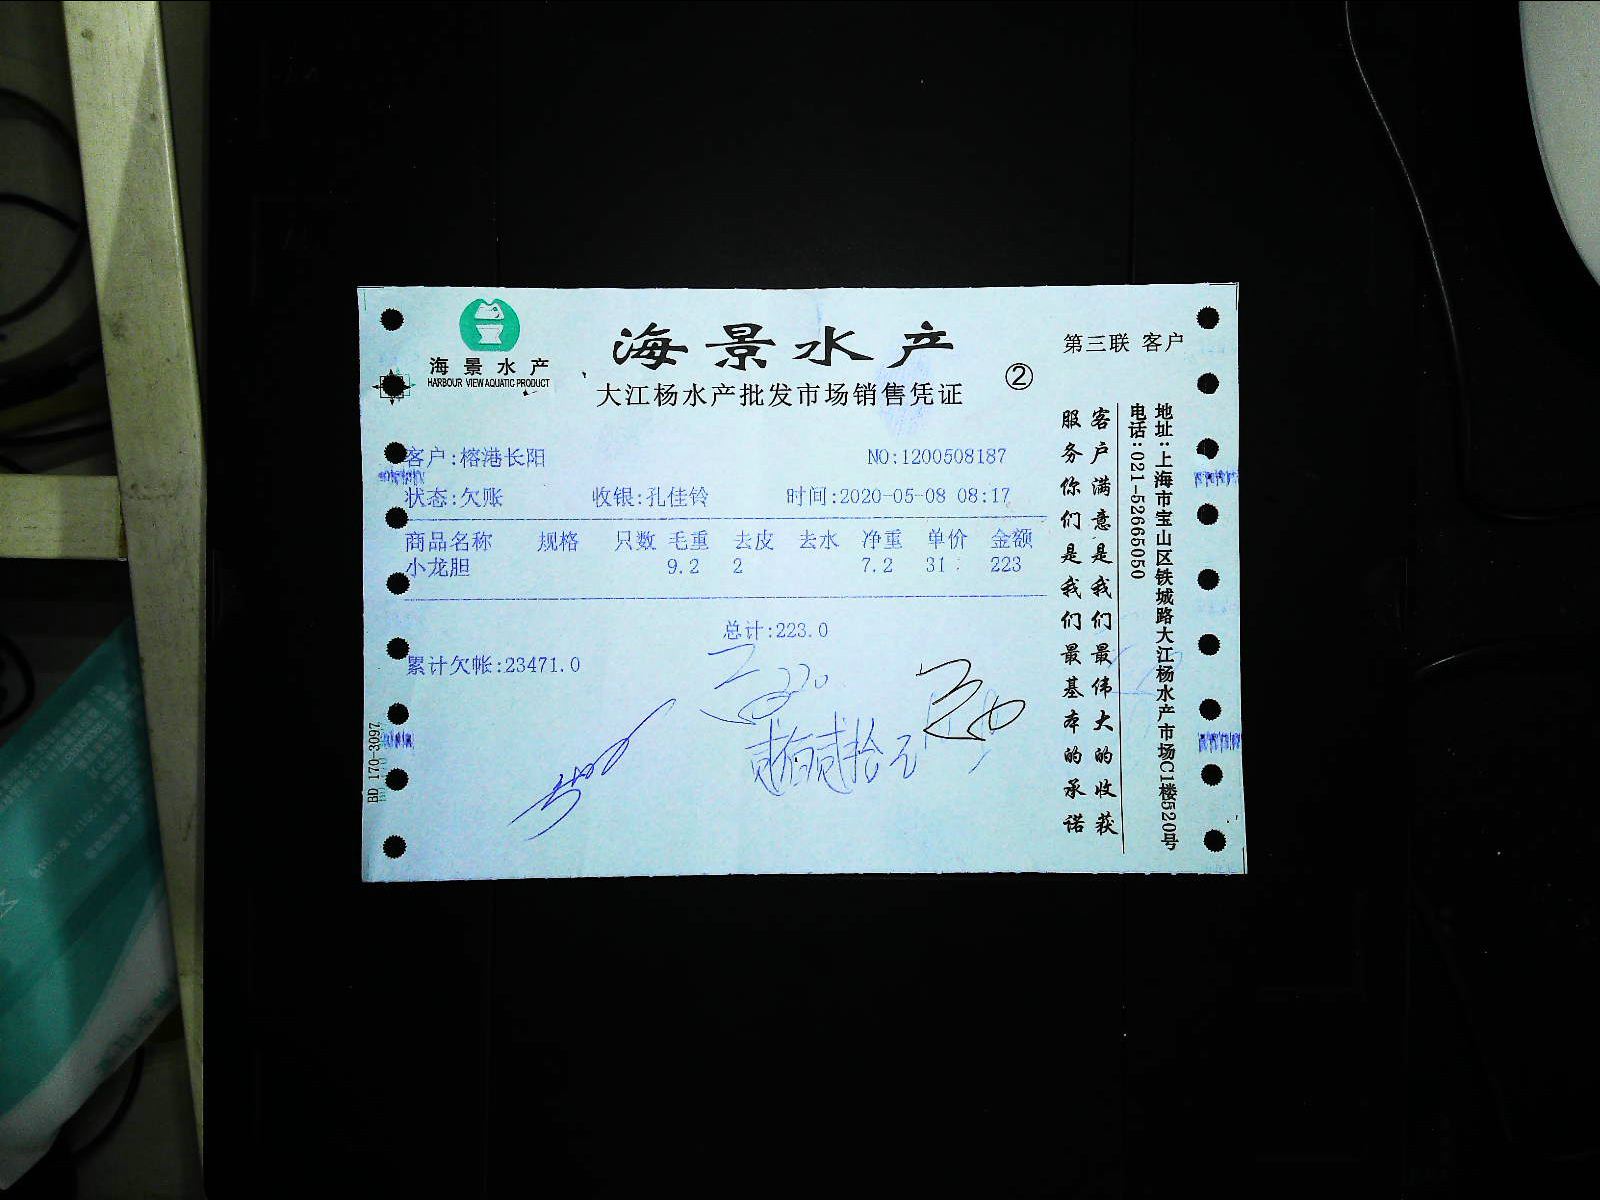 海景水产
HARBOUR VIEW AQUATIC PRODUCT
海景水产
大江杨水产批发市场销售凭证
②
第三联 客户
客户:榕港长阳
NO:1200508187
状态:欠账 收银:孔佳铃 时间:2020-05-08 08:17
商品名称 规格 只数 毛重 去皮 去水 净重 单价 金额
小龙胆 9.2 2 7.2 31 223
总计:223.0
累计欠帐:23471.0
220
贰佰贰拾元
客户满意是我们最伟大的收获
服务你们是我们最基本的承诺
地址:上海市宝山区铁城路大江杨水产市场C1楼520号
电话:021-52665050
BD 170-3097